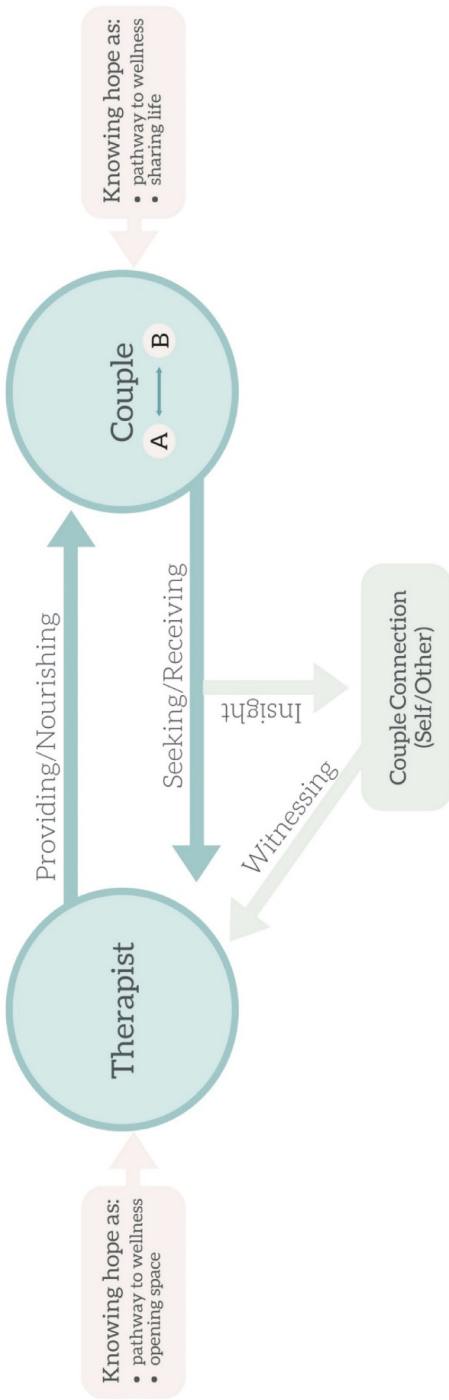 Knowing hope as:
• pathway to wellness
• opening space
Therapist
Providing/Nourishing
Seeking/Receiving
Witnessing
Insight
Couple Connection
(Self/Other)
Couple
A B
Knowing hope as:
• pathway to wellness
• sharing life